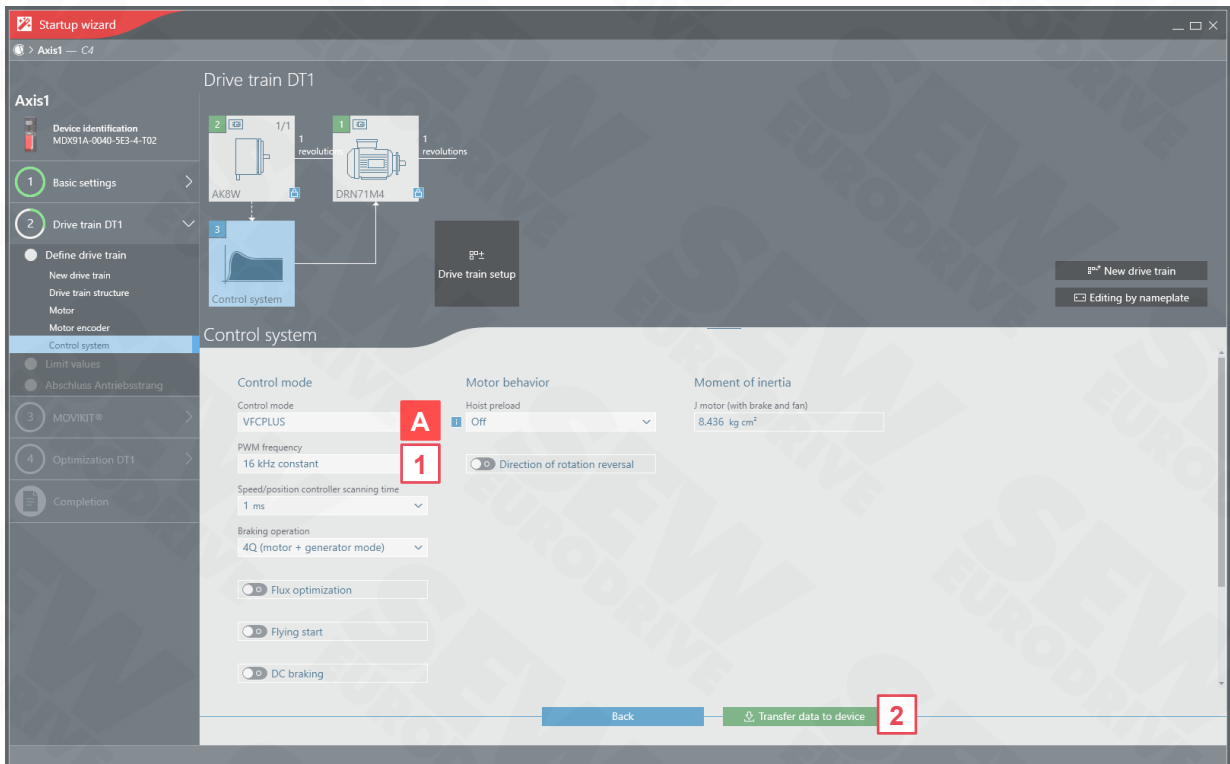 Startup wizard
> Axis1 — C4
Axis1
Device identification
MDX91A-0040-5E3-4-T02
1 Basic settings
2 Drive train DT1
Define drive train
New drive train
Drive train structure
Motor
Motor encoder
Control system
Limit values
Abschluss Antriebsstrang
3 MOVIKIT®
4 Optimization DT1
Completion
Drive train DT1
2 1/1
AK8W
1
revolutions
1
DRN71M4
1
revolutions
3
Control system
Drive train setup
New drive train
Editing by nameplate
Control system
Control mode
Control mode
VFCPLUS
A
PWM frequency
16 kHz constant
1
Speed/position controller scanning time
1 ms
Braking operation
4Q (motor + generator mode)
Flux optimization
Flying start
DC braking
Motor behavior
Hoist preload
i Off
Direction of rotation reversal
Moment of inertia
J motor (with brake and fan)
8.436 kg cm²
Back
Transfer data to device
2
SEW
EURODRIVE